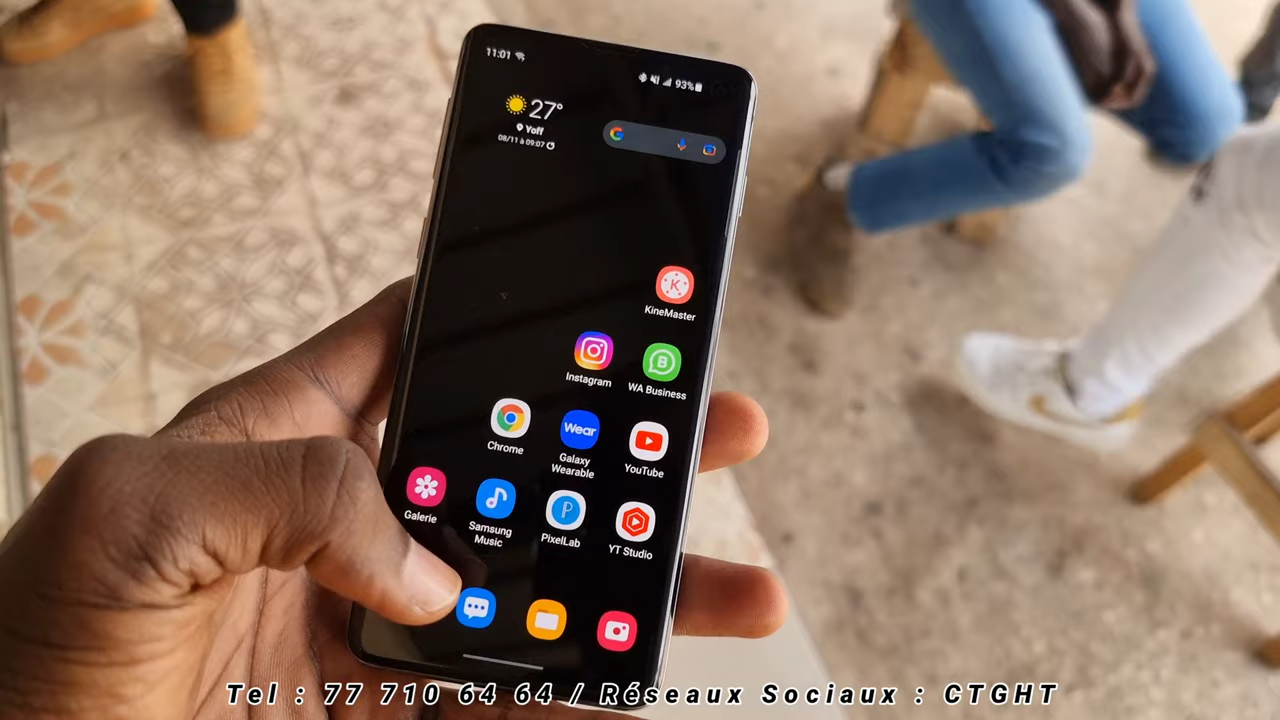 11:01
93%
27°
Yoff
08/11 à 09:07
KineMaster
Instagram
WA Business
Chrome
Wear
Galaxy
Wearable
YouTube
Galerie
Samsung
Music
PixelLab
YT Studio
Tel : 77 710 64 64 / Réseaux Sociaux : CTGHT